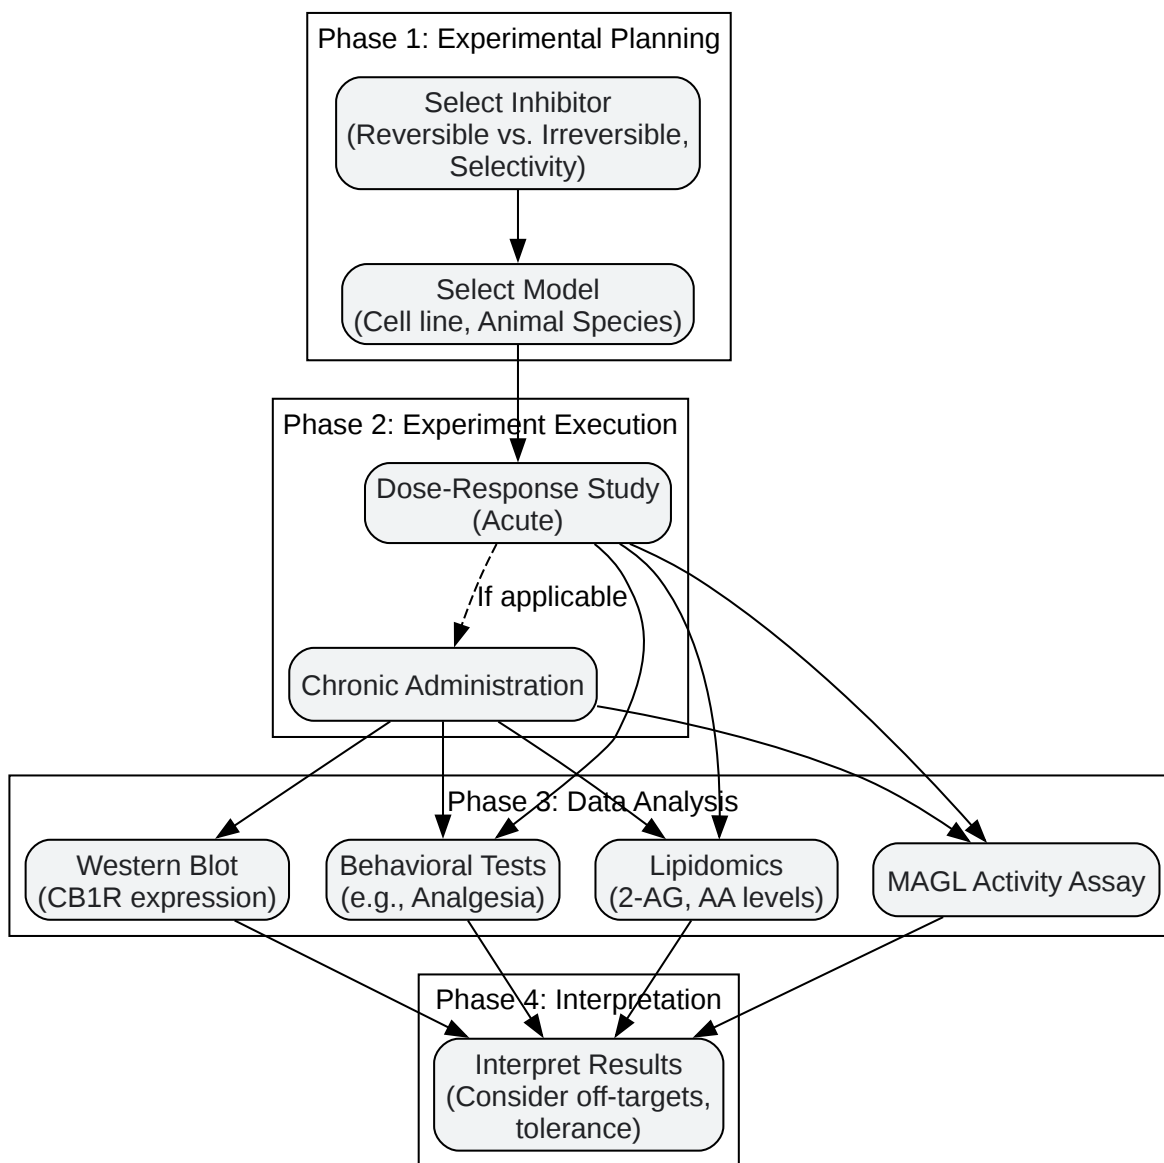 Phase 1: Experimental Planning
Select Inhibitor
(Reversible vs. Irreversible,
Selectivity)
Select Model
(Cell line, Animal Species)
Phase 2: Experiment Execution
Dose-Response Study
(Acute)
If applicable
Chronic Administration
Phase 3: Data Analysis
Western Blot
(CB1R expression)
Behavioral Tests
(e.g., Analgesia)
Lipidomics
(2-AG, AA levels)
MAGL Activity Assay
Phase 4: Interpretation
Interpret Results
(Consider off-targets,
tolerance)